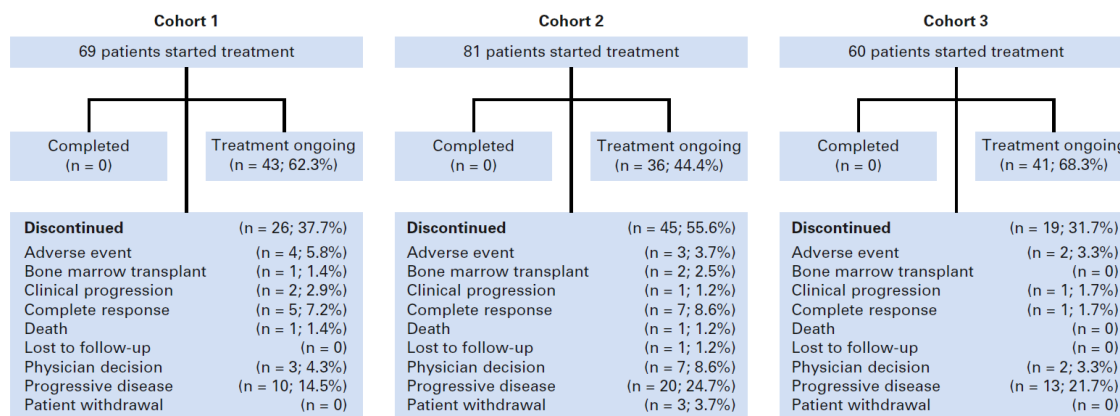 Cohort 1
69 patients started treatment
Completed
(n = 0)
Treatment ongoing
(n = 43; 62.3%)
Discontinued (n = 26; 37.7%)
Adverse event (n = 4; 5.8%)
Bone marrow transplant (n = 1; 1.4%)
Clinical progression (n = 2; 2.9%)
Complete response (n = 5; 7.2%)
Death (n = 1; 1.4%)
Lost to follow-up (n = 0)
Physician decision (n = 3; 4.3%)
Progressive disease (n = 10; 14.5%)
Patient withdrawal (n = 0)
Cohort 2
81 patients started treatment
Completed
(n = 0)
Treatment ongoing
(n = 36; 44.4%)
Discontinued (n = 45; 55.6%)
Adverse event (n = 3; 3.7%)
Bone marrow transplant (n = 2; 2.5%)
Clinical progression (n = 1; 1.2%)
Complete response (n = 7; 8.6%)
Death (n = 1; 1.2%)
Lost to follow-up (n = 1; 1.2%)
Physician decision (n = 7; 8.6%)
Progressive disease (n = 20; 24.7%)
Patient withdrawal (n = 3; 3.7%)
Cohort 3
60 patients started treatment
Completed
(n = 0)
Treatment ongoing
(n = 41; 68.3%)
Discontinued (n = 19; 31.7%)
Adverse event (n = 2; 3.3%)
Bone marrow transplant (n = 0)
Clinical progression (n = 1; 1.7%)
Complete response (n = 1; 1.7%)
Death (n = 0)
Lost to follow-up (n = 0)
Physician decision (n = 2; 3.3%)
Progressive disease (n = 13; 21.7%)
Patient withdrawal (n = 0)